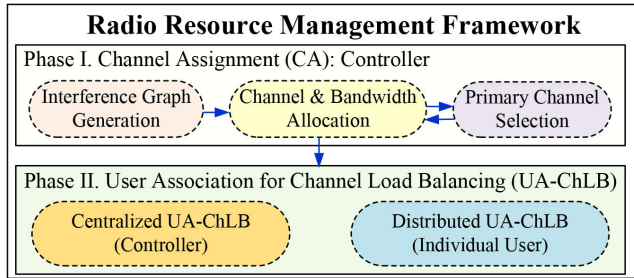 Radio Resource Management Framework
Phase I. Channel Assignment (CA): Controller
Interference Graph
Generation
Channel & Bandwidth
Allocation
Primary Channel
Selection
Phase II. User Association for Channel Load Balancing (UA-ChLB)
Centralized UA-ChLB
(Controller)
Distributed UA-ChLB
(Individual User)